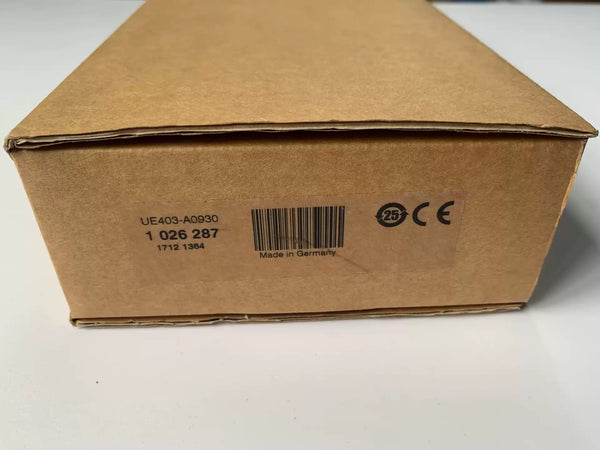 UE403-A0930
1 026 287
1712 1364
Made in Germany
25
CE